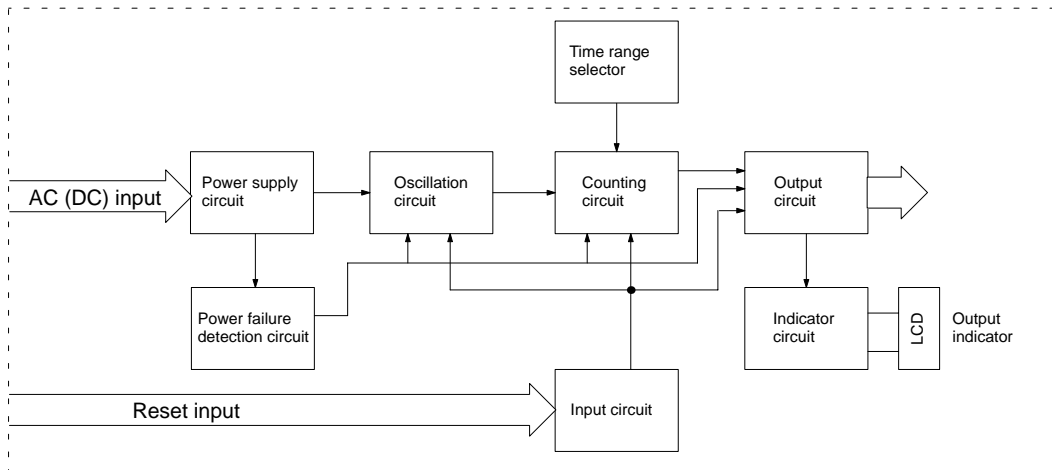 Time range
selector
AC (DC) input
Power supply
circuit
Oscillation
circuit
Counting
circuit
Output
circuit
Power failure
detection circuit
Indicator
circuit
LCD
Output
indicator
Reset input
Input circuit